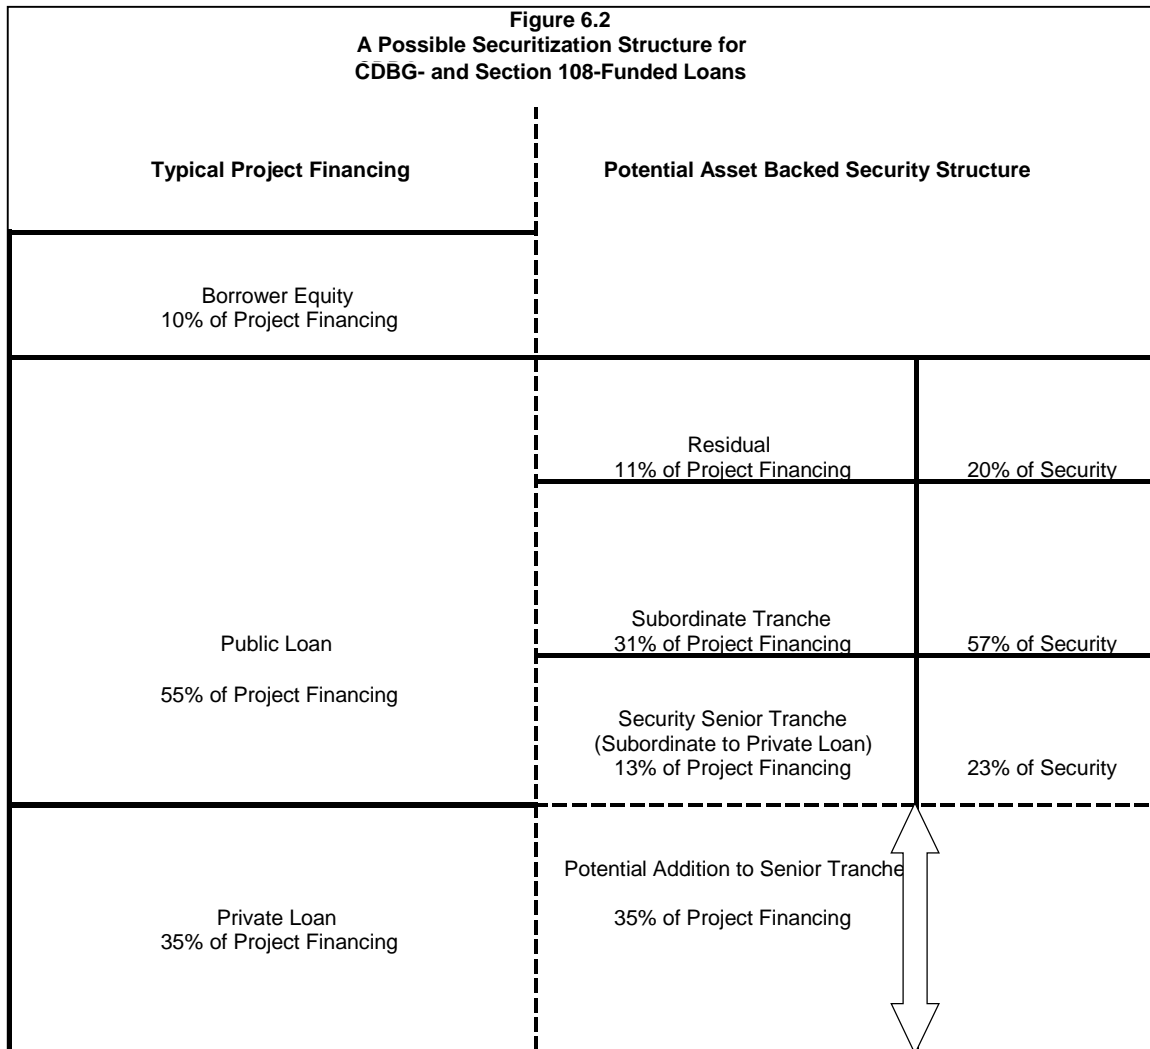 Figure 6.2
A Possible Securitization Structure for
CDBG- and Section 108-Funded Loans
Typical Project Financing
Potential Asset Backed Security Structure
Borrower Equity
10% of Project Financing
Residual
11% of Project Financing
20% of Security
Public Loan
55% of Project Financing
Subordinate Tranche
31% of Project Financing
57% of Security
Security Senior Tranche
(Subordinate to Private Loan)
13% of Project Financing
23% of Security
Private Loan
35% of Project Financing
Potential Addition to Senior Tranche
35% of Project Financing